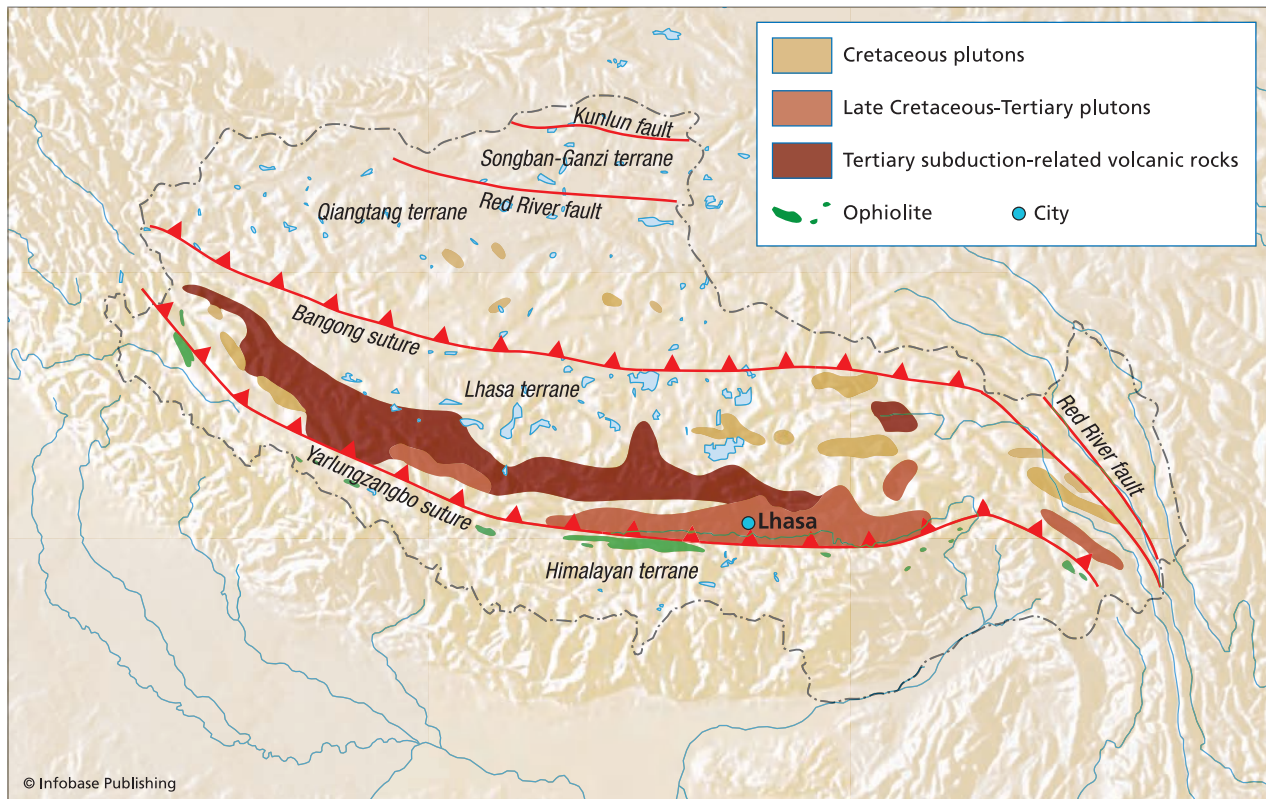 Cretaceous plutons
Late Cretaceous-Tertiary plutons
Tertiary subduction-related volcanic rocks
Ophiolite
City
Kunlun fault
Songban-Ganzi terrane
Red River fault
Qiangtang terrane
Bangong suture
Lhasa terrane
Red River fault
Yarlungzangbo suture
Lhasa
Himalayan terrane
© Infobase Publishing